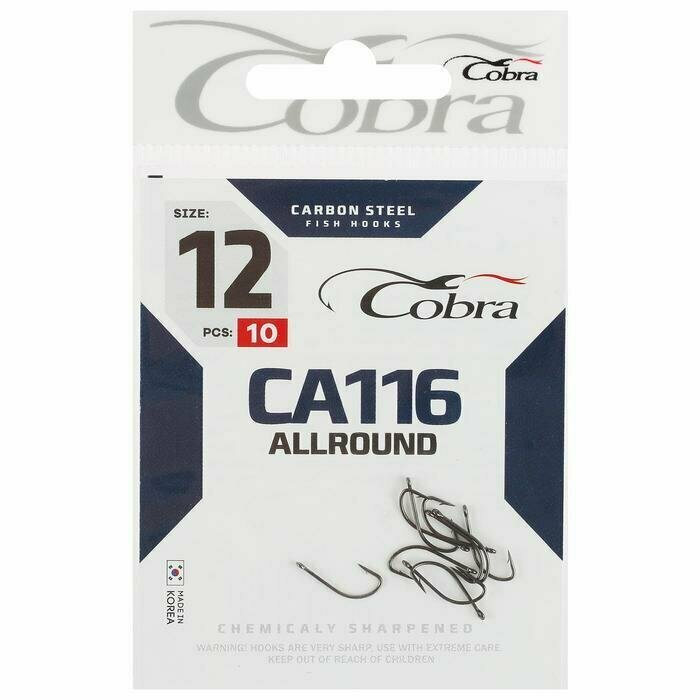 Cobra
Cobra
SIZE:
12
PCS: 10
CARBON STEEL
FISH HOOKS
Cobra
CA116
ALLROUND
MADE IN
KOREA
CHEMICALY SHARPENED
WARNING! HOOKS ARE VERY SHARP, USE WITH EXTREME CARE.
KEEP OUT OF REACH OF CHILDREN